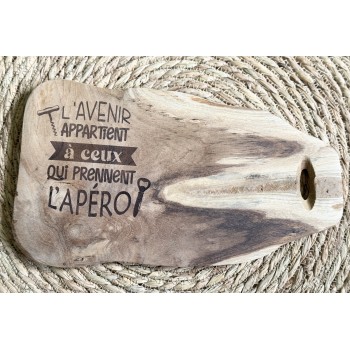 L'AVENIR
APPARTIENT
à ceux
QUI PRENNENT
L'APÉRO